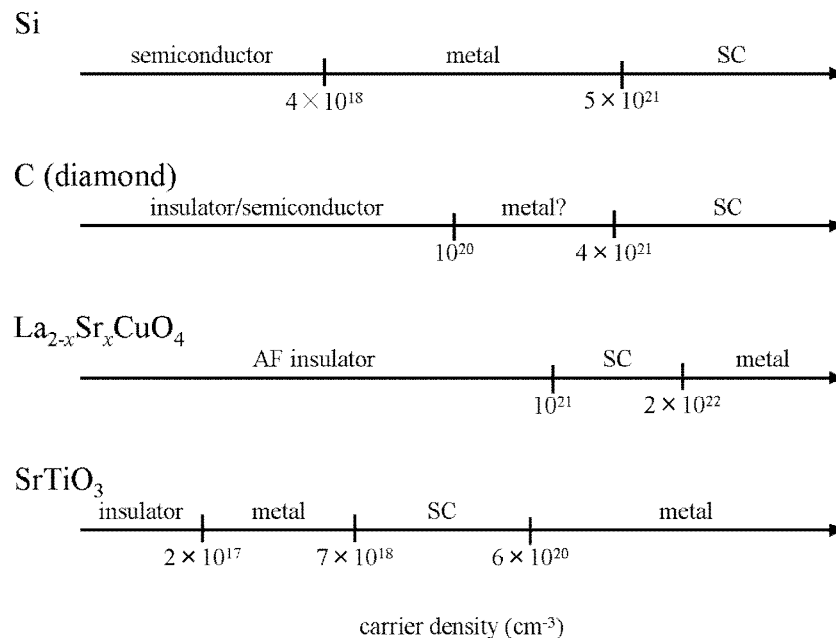 Si
semiconductor metal SC
4×10¹⁸ 5×10²¹
C (diamond)
insulator/semiconductor metal? SC
10²⁰ 4×10²¹
La₂₋ₓSrₓCuO₄
AF insulator SC metal
10²¹ 2×10²²
SrTiO₃
insulator metal SC metal
2×10¹⁷ 7×10¹⁸ 6×10²⁰
carrier density (cm⁻³)